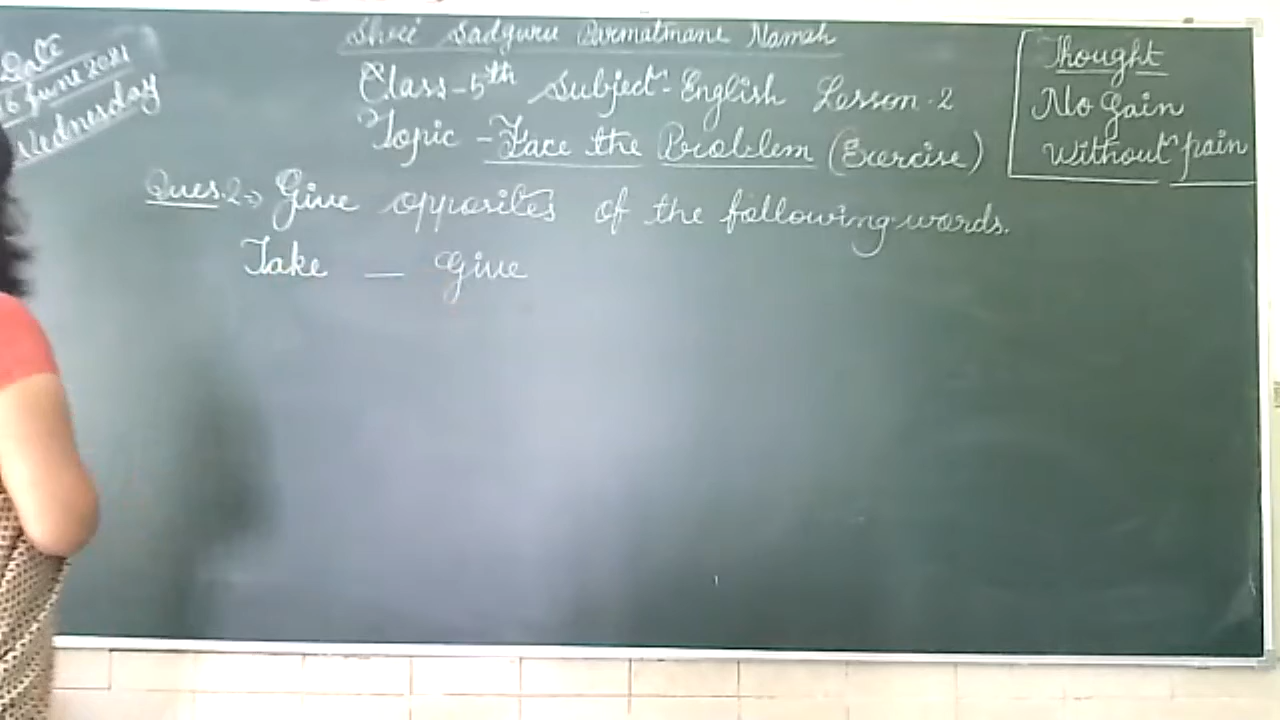 Shree Sadguru Parmatmane Namah
Date
16 June 2021
Wednesday
Class-5th Subject- English Lesson-2
Topic - Face the Problem (Exercise)
Thought
No Gain
without pain
Ques.2⇒ Give opposites of the following words.
Take — Give